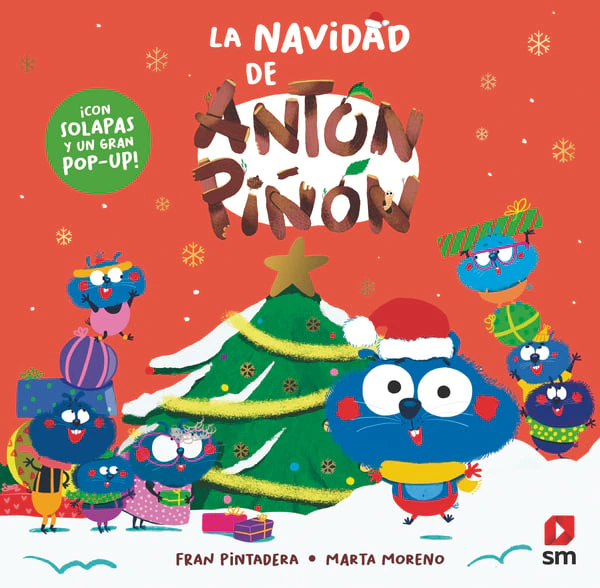 LA NAVIDAD
DE
ANTÓN
PIÑÓN
¡CON
SOLAPAS
Y UN GRAN
POP-UP!
FRAN PINTADERA • MARTA MORENO
sm